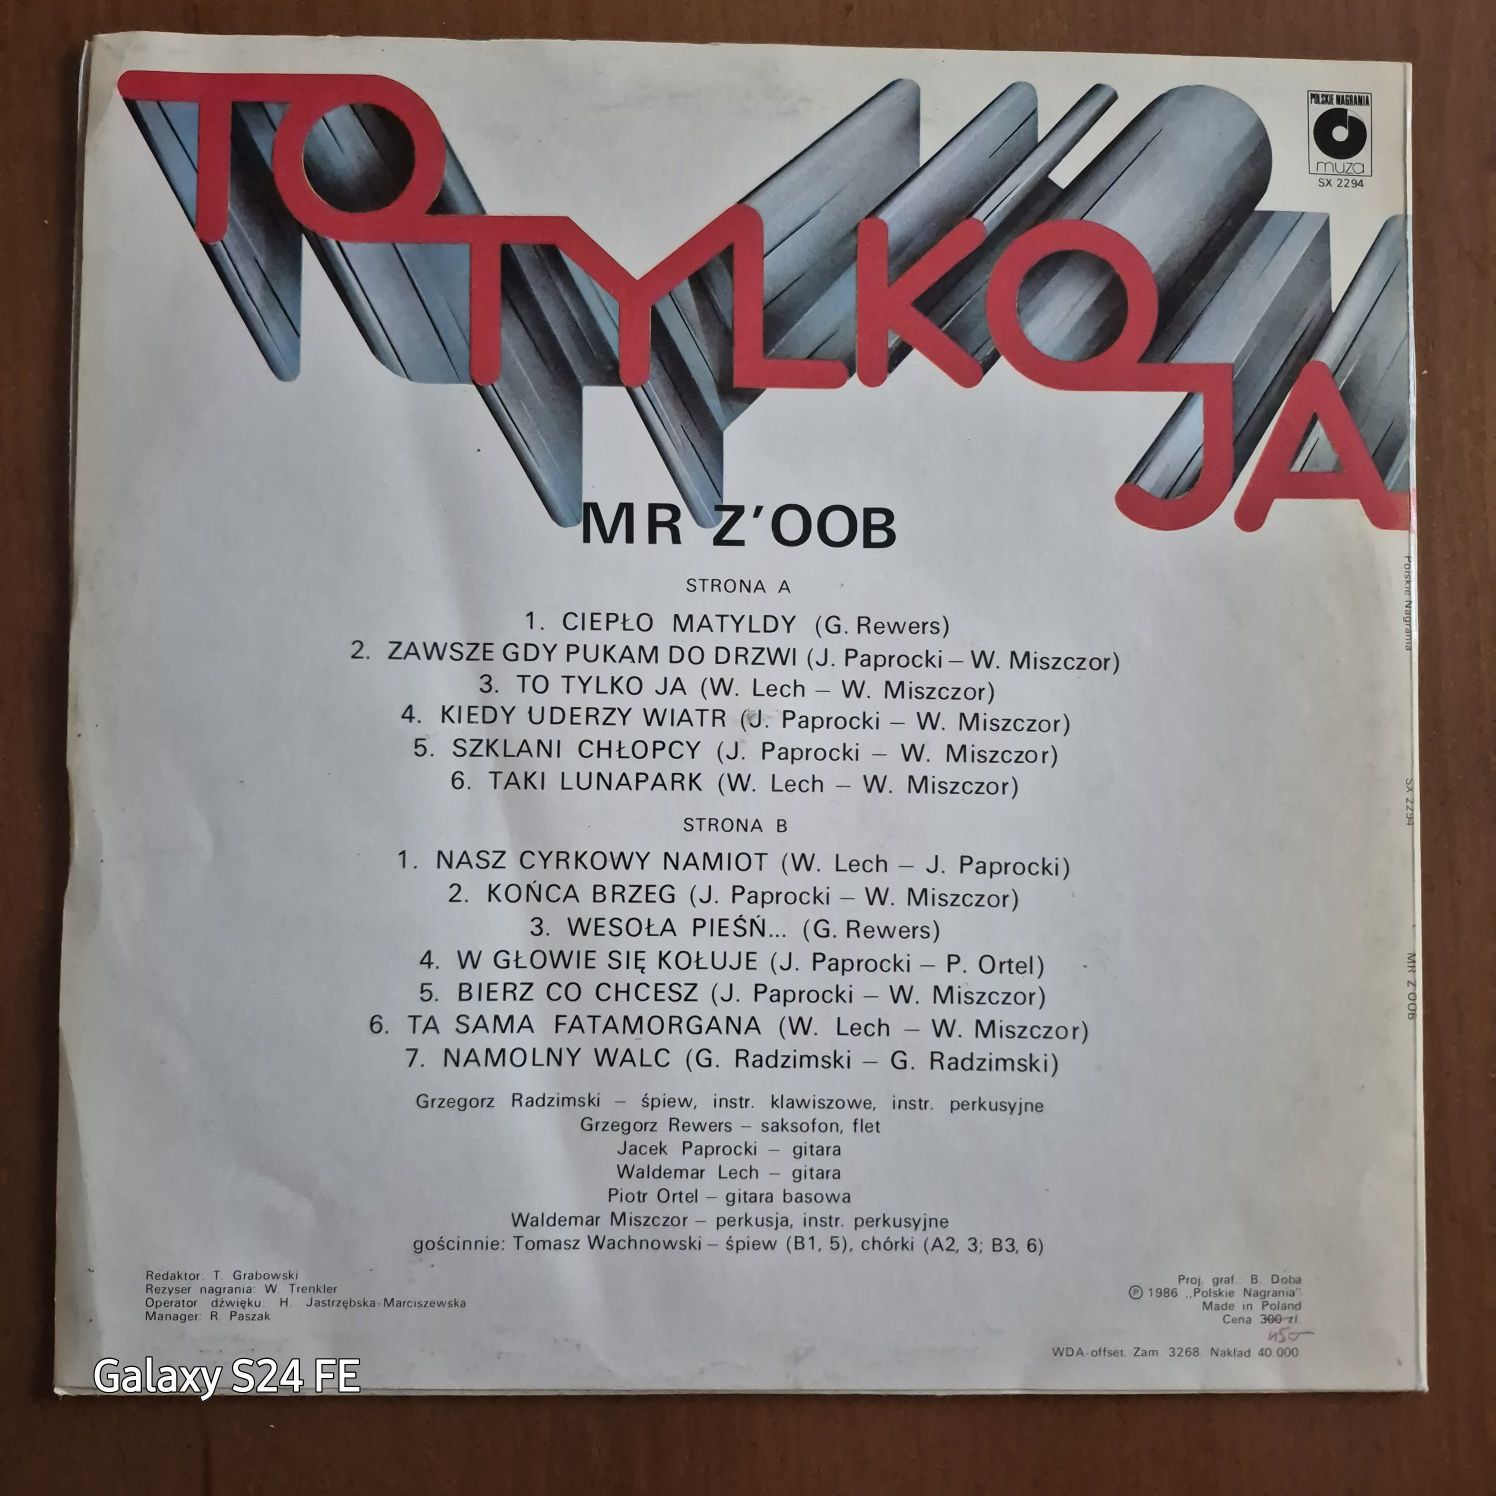 TO TYLKO JA
POLSKIE NAGRANIA
muza
SX 2294
MR Z'OOB
STRONA A
1. CIEPŁO MATYLDY (G. Rewers)
2. ZAWSZE GDY PUKAM DO DRZWI (J. Paprocki – W. Miszczor)
3. TO TYLKO JA (W. Lech – W. Miszczor)
4. KIEDY UDERZY WIATR (J. Paprocki – W. Miszczor)
5. SZKLANI CHŁOPCY (J. Paprocki – W. Miszczor)
6. TAKI LUNAPARK (W. Lech – W. Miszczor)
STRONA B
1. NASZ CYRKOWY NAMIOT (W. Lech – J. Paprocki)
2. KOŃCA BRZEG (J. Paprocki – W. Miszczor)
3. WESOŁA PIEŚŃ... (G. Rewers)
4. W GŁOWIE SIĘ KOŁUJE (J. Paprocki – P. Ortel)
5. BIERZ CO CHCESZ (J. Paprocki – W. Miszczor)
6. TA SAMA FATAMORGANA (W. Lech – W. Miszczor)
7. NAMOLNY WALC (G. Radzimski – G. Radzimski)
Grzegorz Radzimski – śpiew, instr. klawiszowe, instr. perkusyjne
Grzegorz Rewers – saksofon, flet
Jacek Paprocki – gitara
Waldemar Lech – gitara
Piotr Ortel – gitara basowa
Waldemar Miszczor – perkusja, instr. perkusyjne
gościnnie: Tomasz Wachnowski – śpiew (B1, 5), chórki (A2, 3; B3, 6)
Redaktor: T. Grabowski
Reżyser nagrania: W. Trenkler
Operator dźwięku: H. Jastrzębska-Marciszewska
Manager: R. Paszak
Proj. graf.: B. Doba
Ⓟ 1986 „Polskie Nagrania"
Made in Poland
Cena 300 zł.
WDA-offset. Zam. 3268. Nakład 40 000.
Polskie Nagrania SX 2294 MR Z'OOB
Galaxy S24 FE